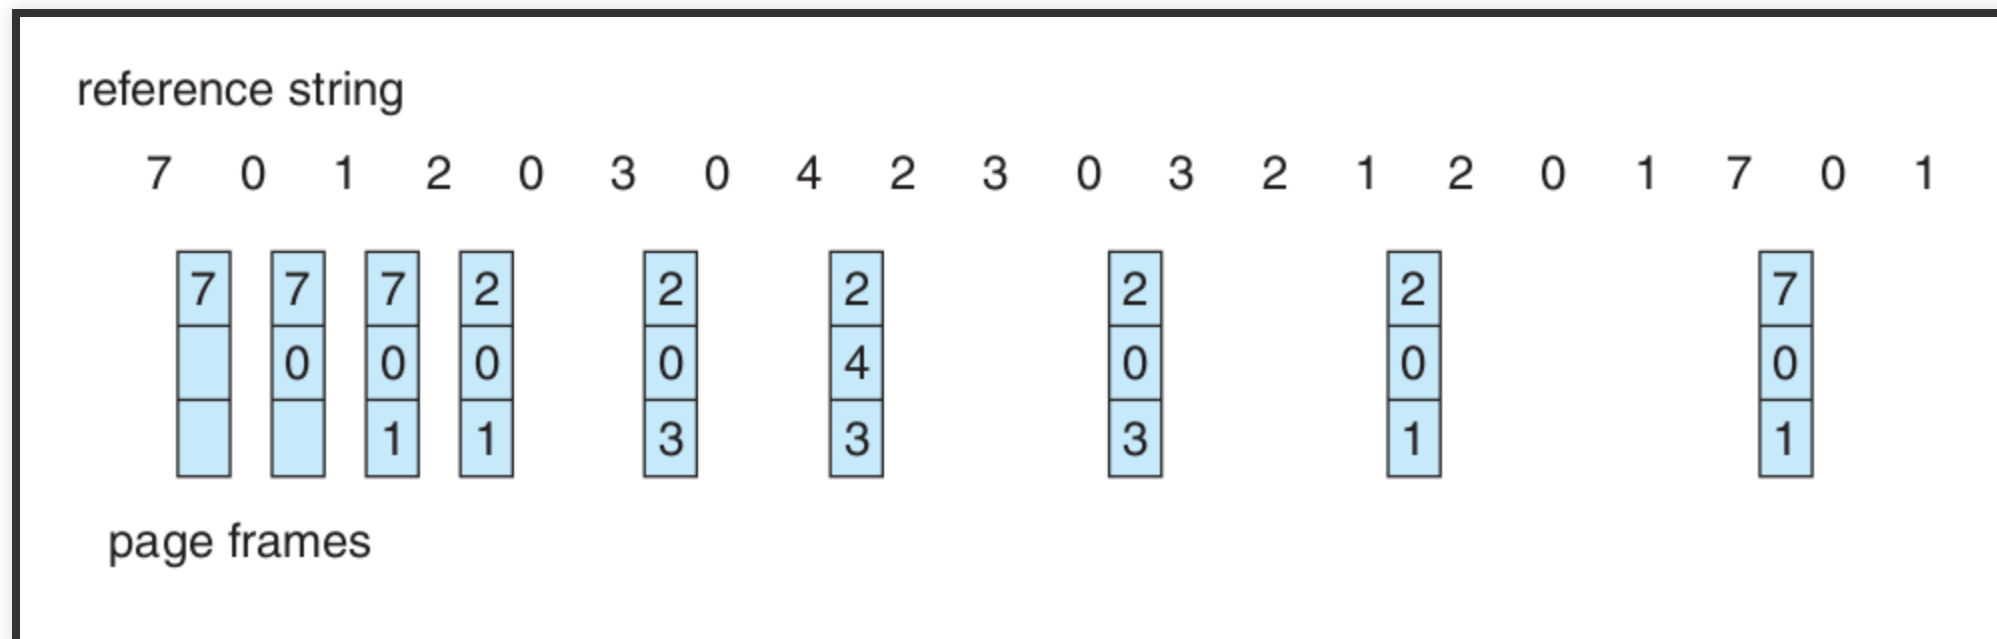 reference string
7 0 1 2 0 3 0 4 2 3 0 3 2 1 2 0 1 7 0 1
7 7 7 2 2 2 2 2 7
0 0 0 0 4 0 0 0
1 1 3 3 3 1 1
page frames